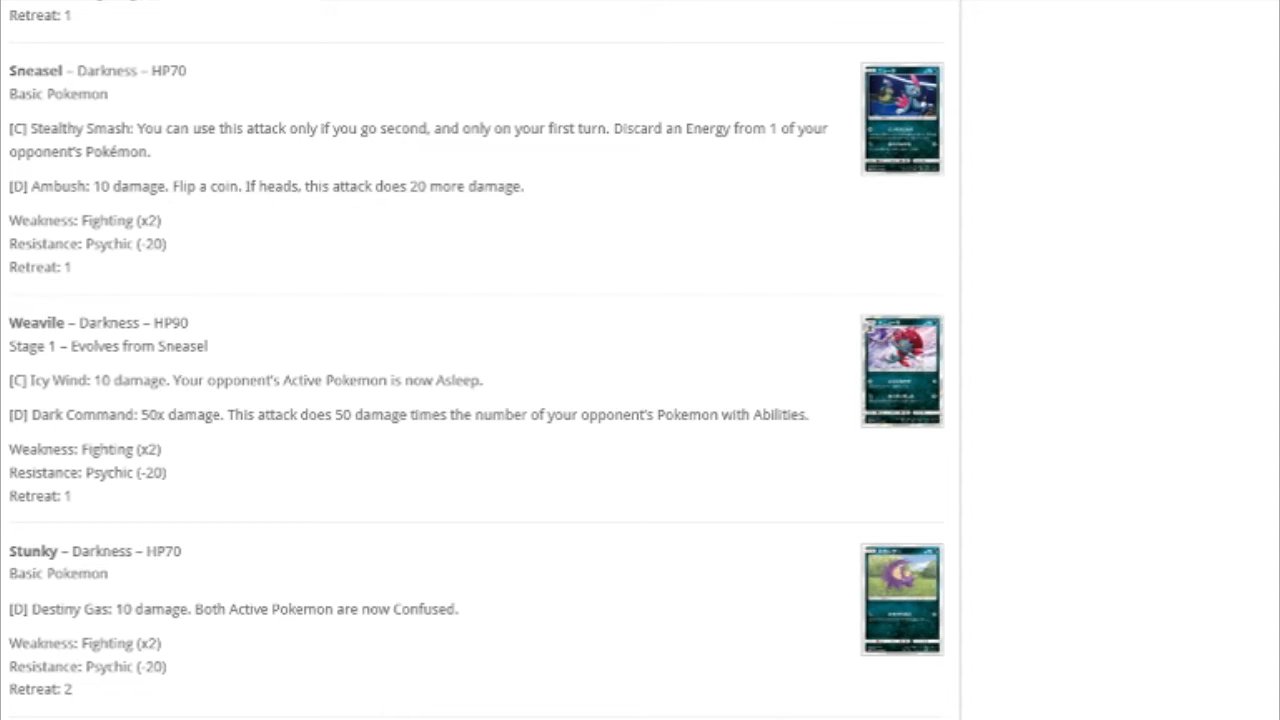 Retreat: 1
Sneasel – Darkness – HP70
Basic Pokemon
[C] Stealthy Smash: You can use this attack only if you go second, and only on your first turn. Discard an Energy from 1 of your
opponent's Pokémon.
[D] Ambush: 10 damage. Flip a coin. If heads, this attack does 20 more damage.
Weakness: Fighting (x2)
Resistance: Psychic (-20)
Retreat: 1
Weavile – Darkness – HP90
Stage 1 – Evolves from Sneasel
[C] Icy Wind: 10 damage. Your opponent's Active Pokemon is now Asleep.
[D] Dark Command: 50x damage. This attack does 50 damage times the number of your opponent's Pokemon with Abilities.
Weakness: Fighting (x2)
Resistance: Psychic (-20)
Retreat: 1
Stunky – Darkness – HP70
Basic Pokemon
[D] Destiny Gas: 10 damage. Both Active Pokemon are now Confused.
Weakness: Fighting (x2)
Resistance: Psychic (-20)
Retreat: 2